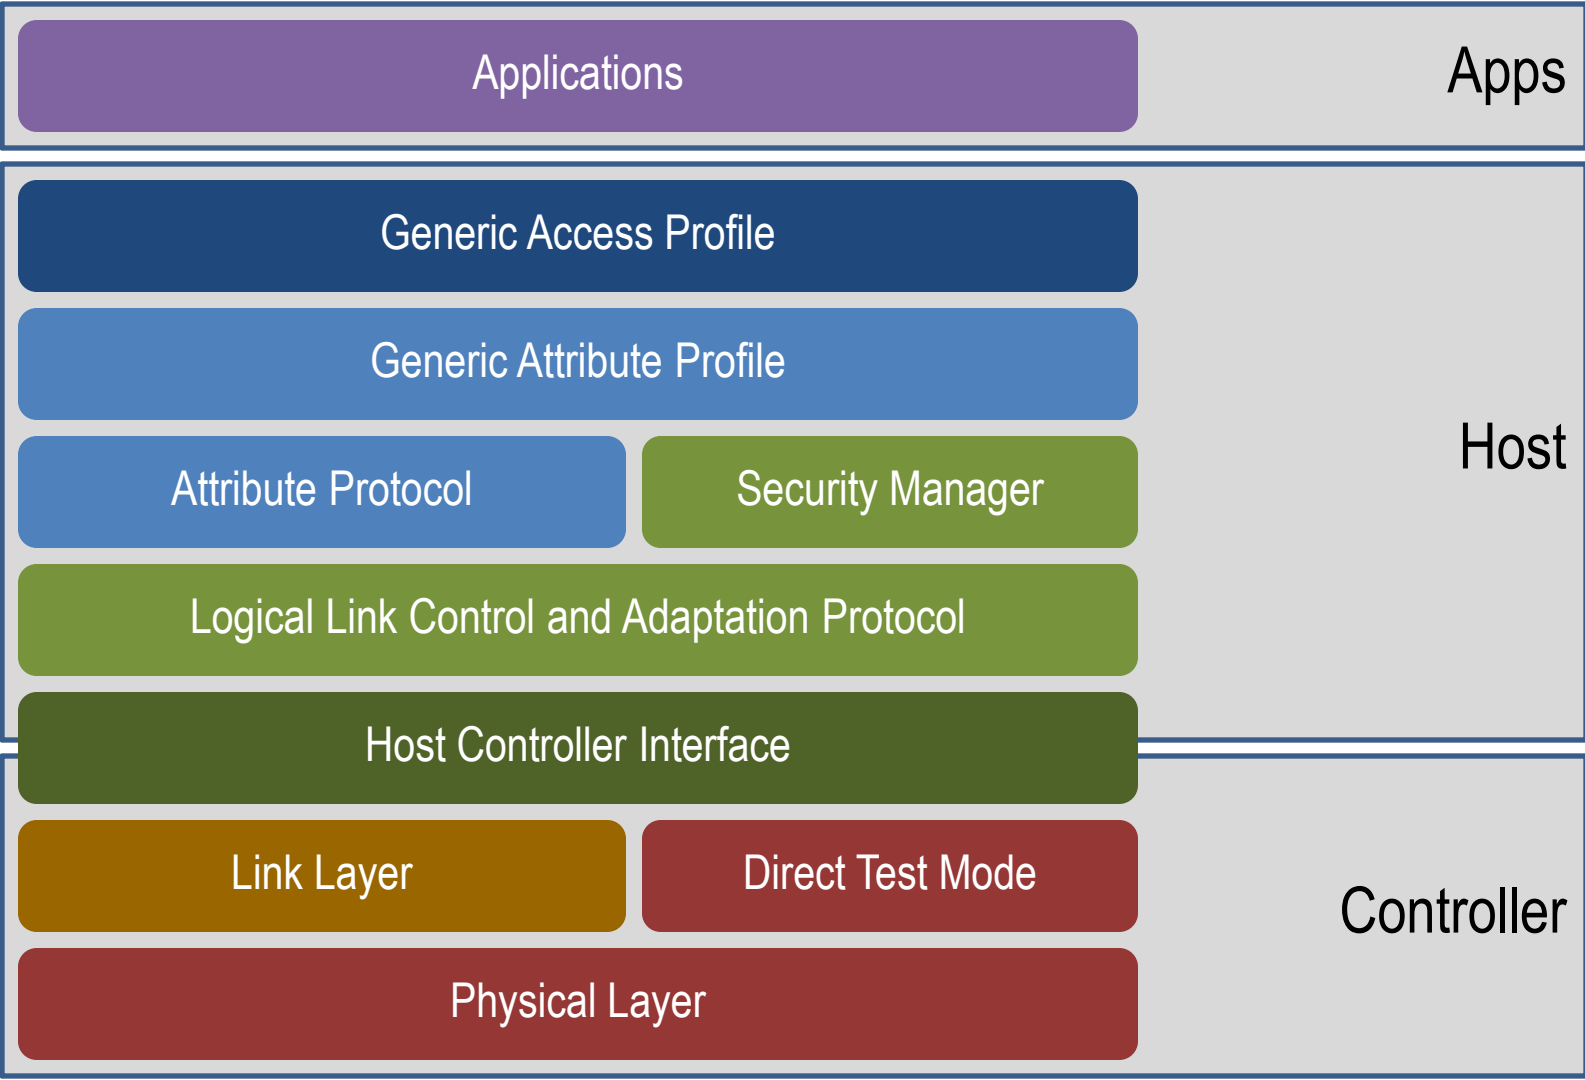 Applications
Apps
Generic Access Profile
Generic Attribute Profile
Host
Attribute Protocol
Security Manager
Logical Link Control and Adaptation Protocol
Host Controller Interface
Link Layer
Direct Test Mode
Controller
Physical Layer